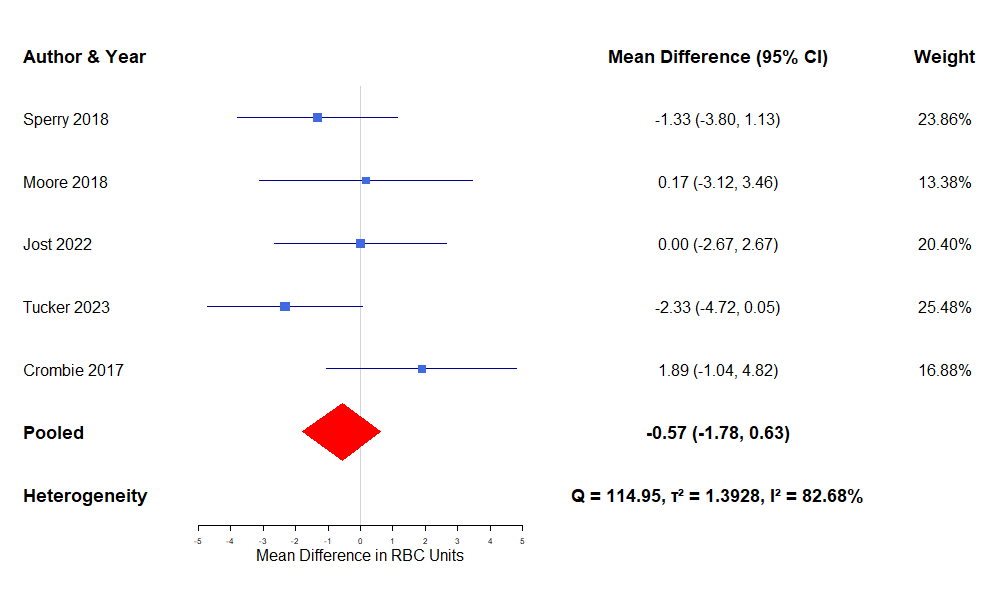 Author & Year Mean Difference (95% CI) Weight
Sperry 2018 -1.33 (-3.80, 1.13) 23.86%
Moore 2018 0.17 (-3.12, 3.46) 13.38%
Jost 2022 0.00 (-2.67, 2.67) 20.40%
Tucker 2023 -2.33 (-4.72, 0.05) 25.48%
Crombie 2017 1.89 (-1.04, 4.82) 16.88%
Pooled -0.57 (-1.78, 0.63)
Heterogeneity Q = 114.95, τ² = 1.3928, I² = 82.68%
-5 -4 -3 -2 -1 0 1 2 3 4 5
Mean Difference in RBC Units